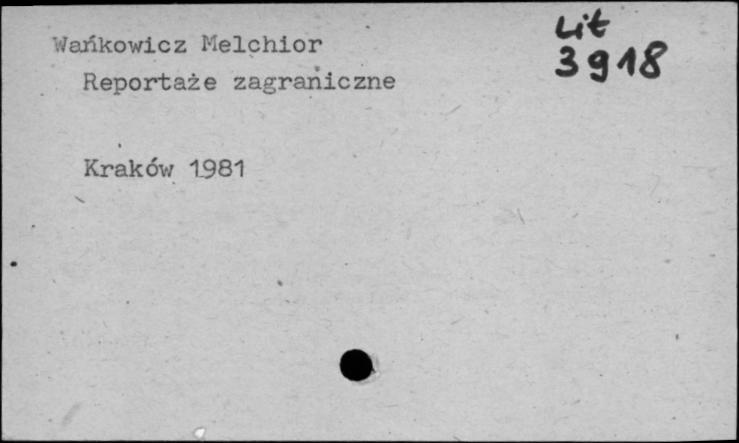 Wańkowicz Melchior
Reportaże zagraniczne
Kraków 1981
Lit
3918